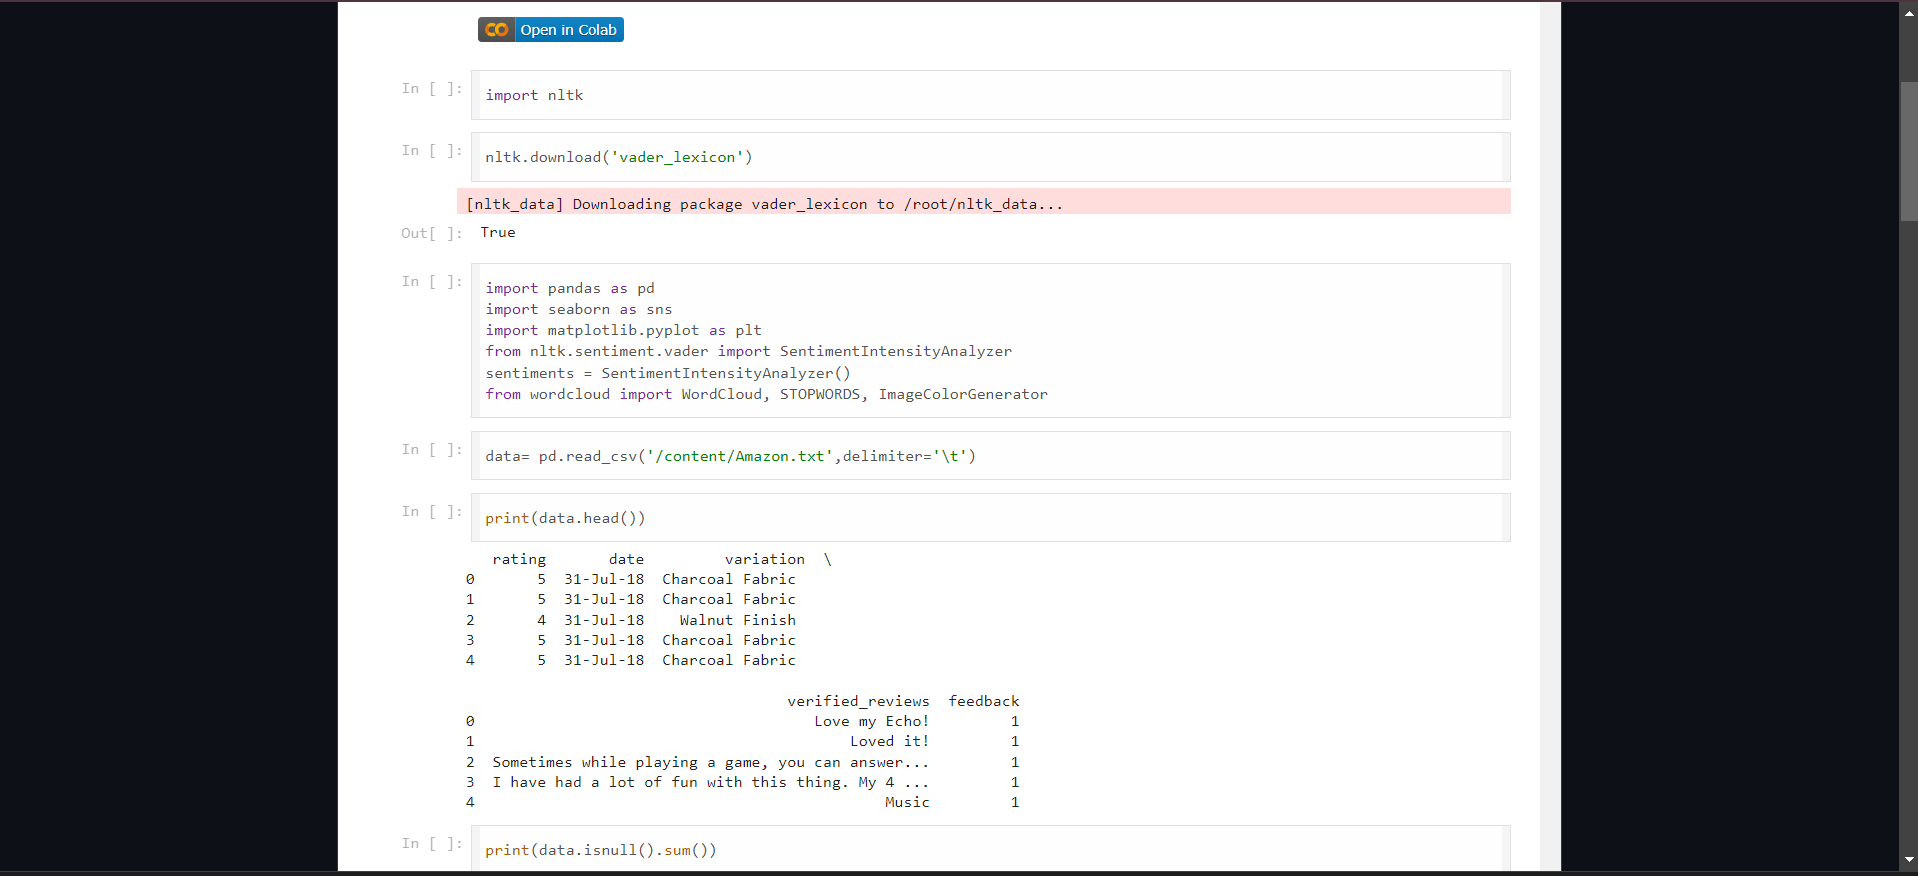 Open in Colab
In [ ]: import nltk
In [ ]: nltk.download('vader_lexicon')
[nltk_data] Downloading package vader_lexicon to /root/nltk_data...
Out[ ]: True
In [ ]: import pandas as pd
import seaborn as sns
import matplotlib.pyplot as plt
from nltk.sentiment.vader import SentimentIntensityAnalyzer
sentiments = SentimentIntensityAnalyzer()
from wordcloud import WordCloud, STOPWORDS, ImageColorGenerator
In [ ]: data= pd.read_csv('/content/Amazon.txt',delimiter='\t')
In [ ]: print(data.head())
rating date variation \
0 5 31-Jul-18 Charcoal Fabric
1 5 31-Jul-18 Charcoal Fabric
2 4 31-Jul-18 Walnut Finish
3 5 31-Jul-18 Charcoal Fabric
4 5 31-Jul-18 Charcoal Fabric
verified_reviews feedback
0 Love my Echo! 1
1 Loved it! 1
2 Sometimes while playing a game, you can answer... 1
3 I have had a lot of fun with this thing. My 4 ... 1
4 Music 1
In [ ]: print(data.isnull().sum())